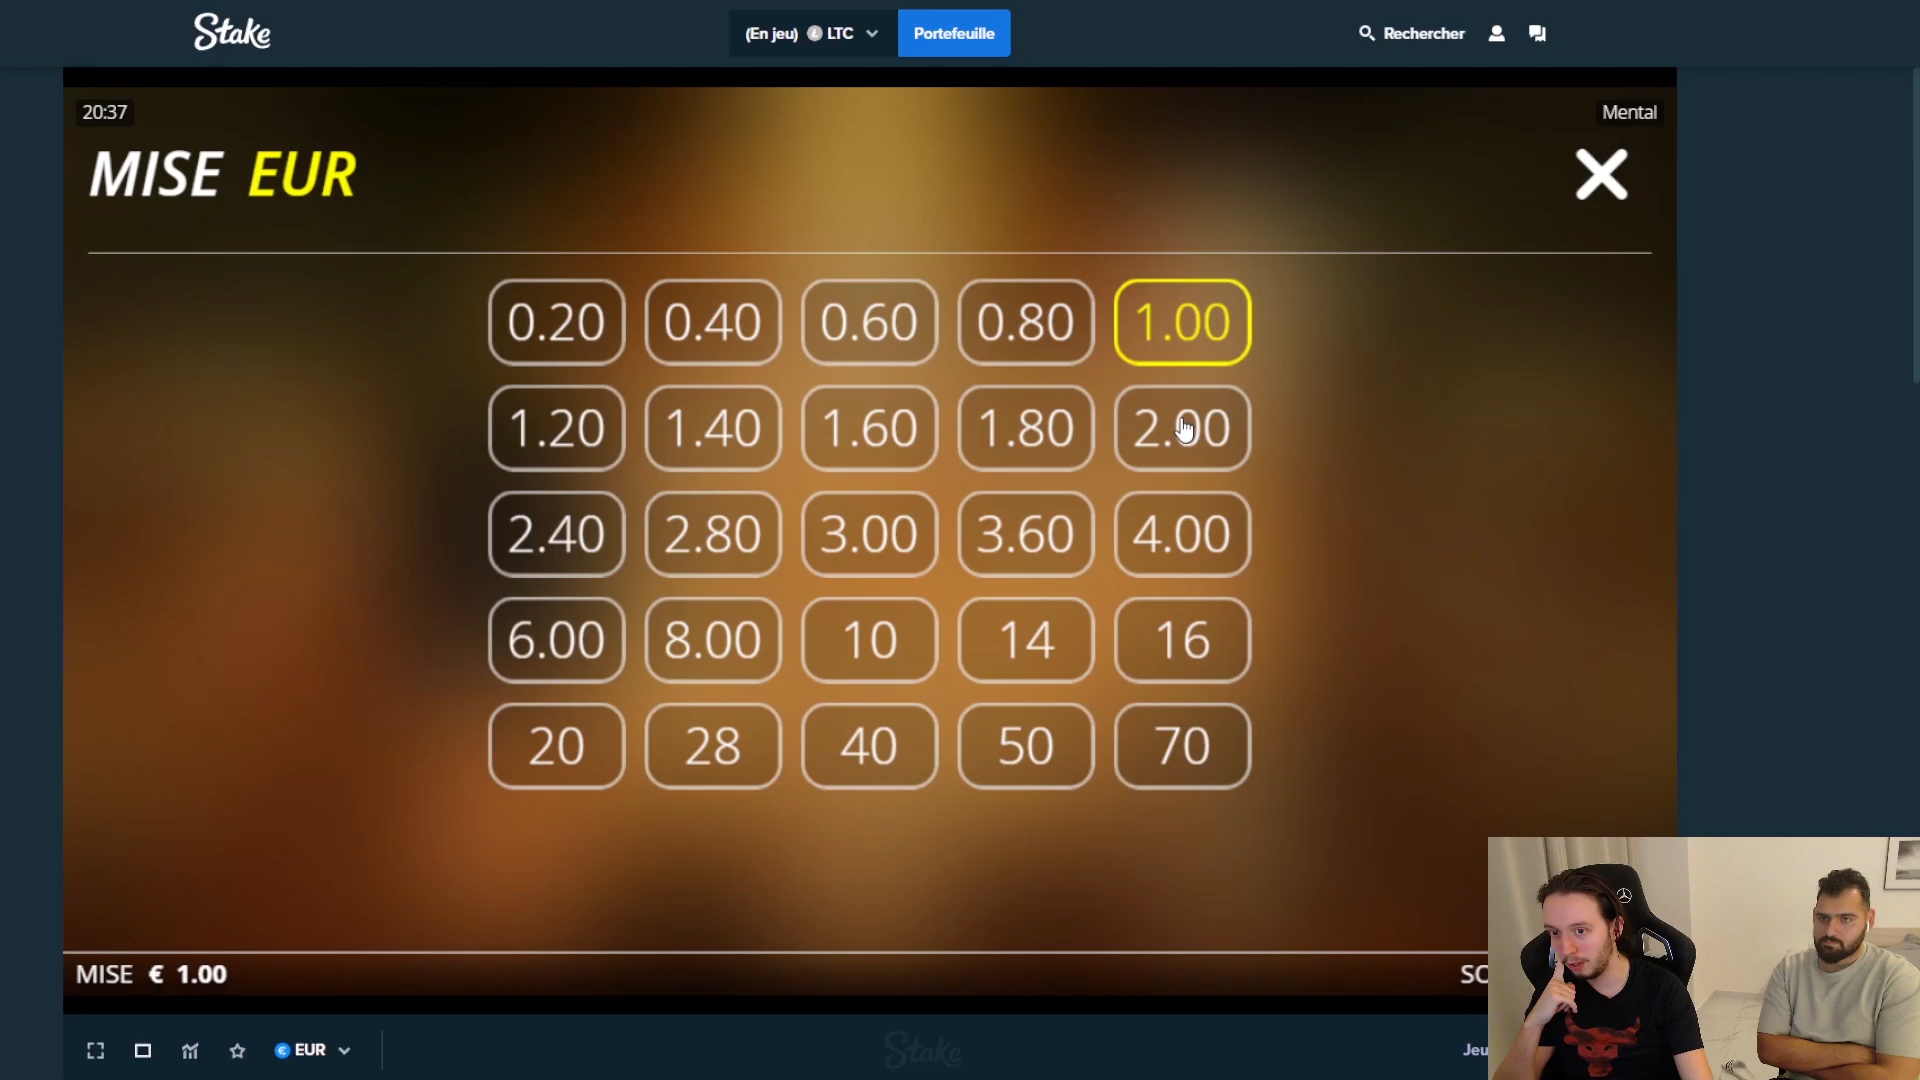 Stake
(En jeu) LTC
Portefeuille
Rechercher
20:37
Mental
MISE EUR
0.20 0.40 0.60 0.80 1.00
1.20 1.40 1.60 1.80 2.00
2.40 2.80 3.00 3.60 4.00
6.00 8.00 10 14 16
20 28 40 50 70
MISE € 1.00
SO
EUR
Stake
Jeu